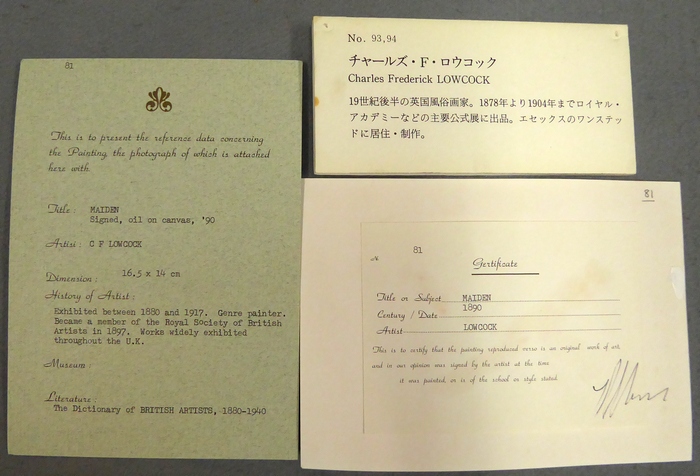 81
This is to present the reference data concerning
the Painting, the photograph of which is attached
here with.
Title : MAIDEN
Signed, oil on canvas, '90
Artist : C F LOWCOCK
Dimension : 16.5 x 14 cm
History of Artist :
Exhibited between 1880 and 1917. Genre painter.
Became a member of the Royal Society of British
Artists in 1897. Works widely exhibited
throughout the U.K.
Museum :
Literature :
The Dictionary of BRITISH ARTISTS, 1880-1940
No. 93,94
チャールズ・F・ロウコック
Charles Frederick LOWCOCK
19世紀後半の英国風俗画家。1878年より1904年までロイヤル・
アカデミーなどの主要公式展に出品。エセックスのワンステッ
ドに居住・制作。
81
№ 81
Certificate
Title or Subject MAIDEN
Century / Date 1890
Artist LOWCOCK
This is to certify that the painting reproduced verso is an original work of art,
and in our opinion was signed by the artist at the time
it was painted, or is of the school or style stated.